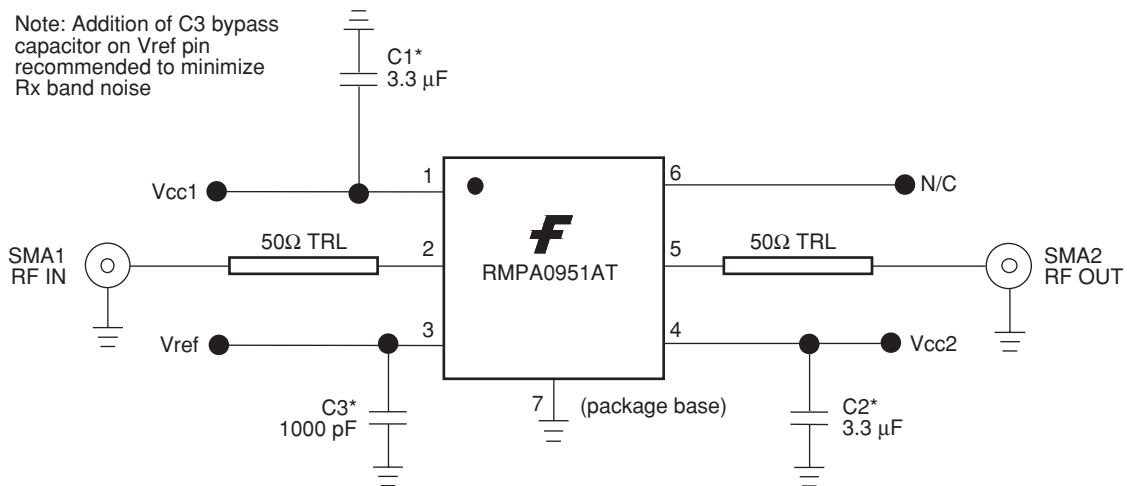 Note: Addition of C3 bypass
capacitor on Vref pin
recommended to minimize
Rx band noise
C1*
3.3 μF
Vcc1
1
6
N/C
SMA1
RF IN
50Ω TRL
2
RMPA0951AT
5
50Ω TRL
SMA2
RF OUT
Vref
3
4
Vcc2
C3*
1000 pF
7
(package base)
C2*
3.3 μF